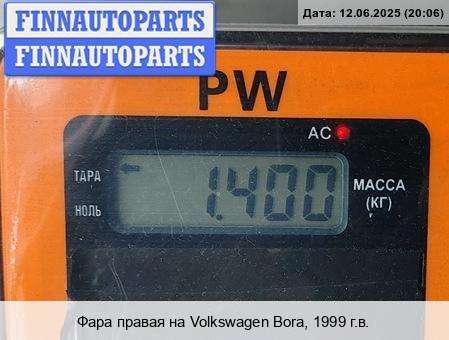 FINNAUTOPARTS
FINNAUTOPARTS
Дата: 12.06.2025 (20:06)
PW
AC
ТАРА
1.400
МАССА
(КГ)
НОЛЬ
Фара правая на Volkswagen Bora, 1999 г.в.